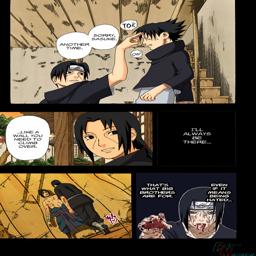 SORRY,
SASUKE...
ANOTHER
TIME.
TOK
OW!
...LIKE A
WALL YOU
NEED TO
CLIMB
OVER.
I'LL
ALWAYS
BE
THERE...
THAT'S
WHAT BIG
BROTHERS
ARE FOR.
EVEN IF
IT MEANS
BEING
HATED...